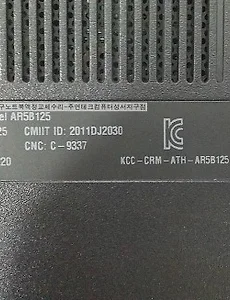 구노트북액정교체수리-주연테크컴퓨터성서지구점
el AR5B125
25 CMIIT ID: 2011DJ2030
CNC: C-9337
20
KCC-CRM-ATH-AR5B125